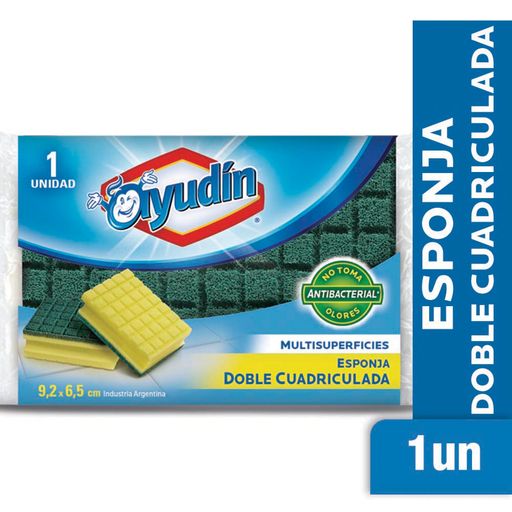 1
UNIDAD
Ayudín
®
NO TOMA
ANTIBACTERIAL*
OLORES
MULTISUPERFICIES
ESPONJA
DOBLE CUADRICULADA
9,2 x 6,5 cm Industria Argentina
ESPONJA
DOBLE CUADRICULADA
1un